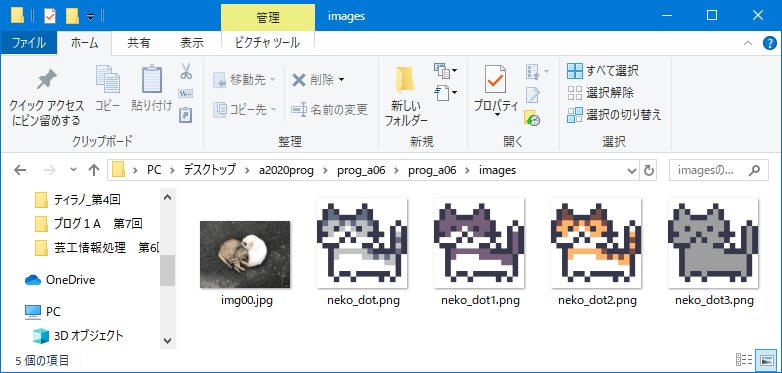 管理
images
ファイル
ホーム
共有
表示
ピクチャ ツール
クイック アクセス
にピン留めする
コピー
貼り付け
クリップボード
移動先
コピー先
削除
名前の変更
整理
新しい
フォルダー
新規
プロパティ
開く
すべて選択
選択解除
選択の切り替え
選択
PC
デスクトップ
a2020prog
prog_a06
prog_a06
images
imagesの...
ティラノ_第4回
プログ１Ａ　第7回
芸工情報処理　第6回
OneDrive
PC
3D オブジェクト
img00.jpg
neko_dot.png
neko_dot1.png
neko_dot2.png
neko_dot3.png
5 個の項目